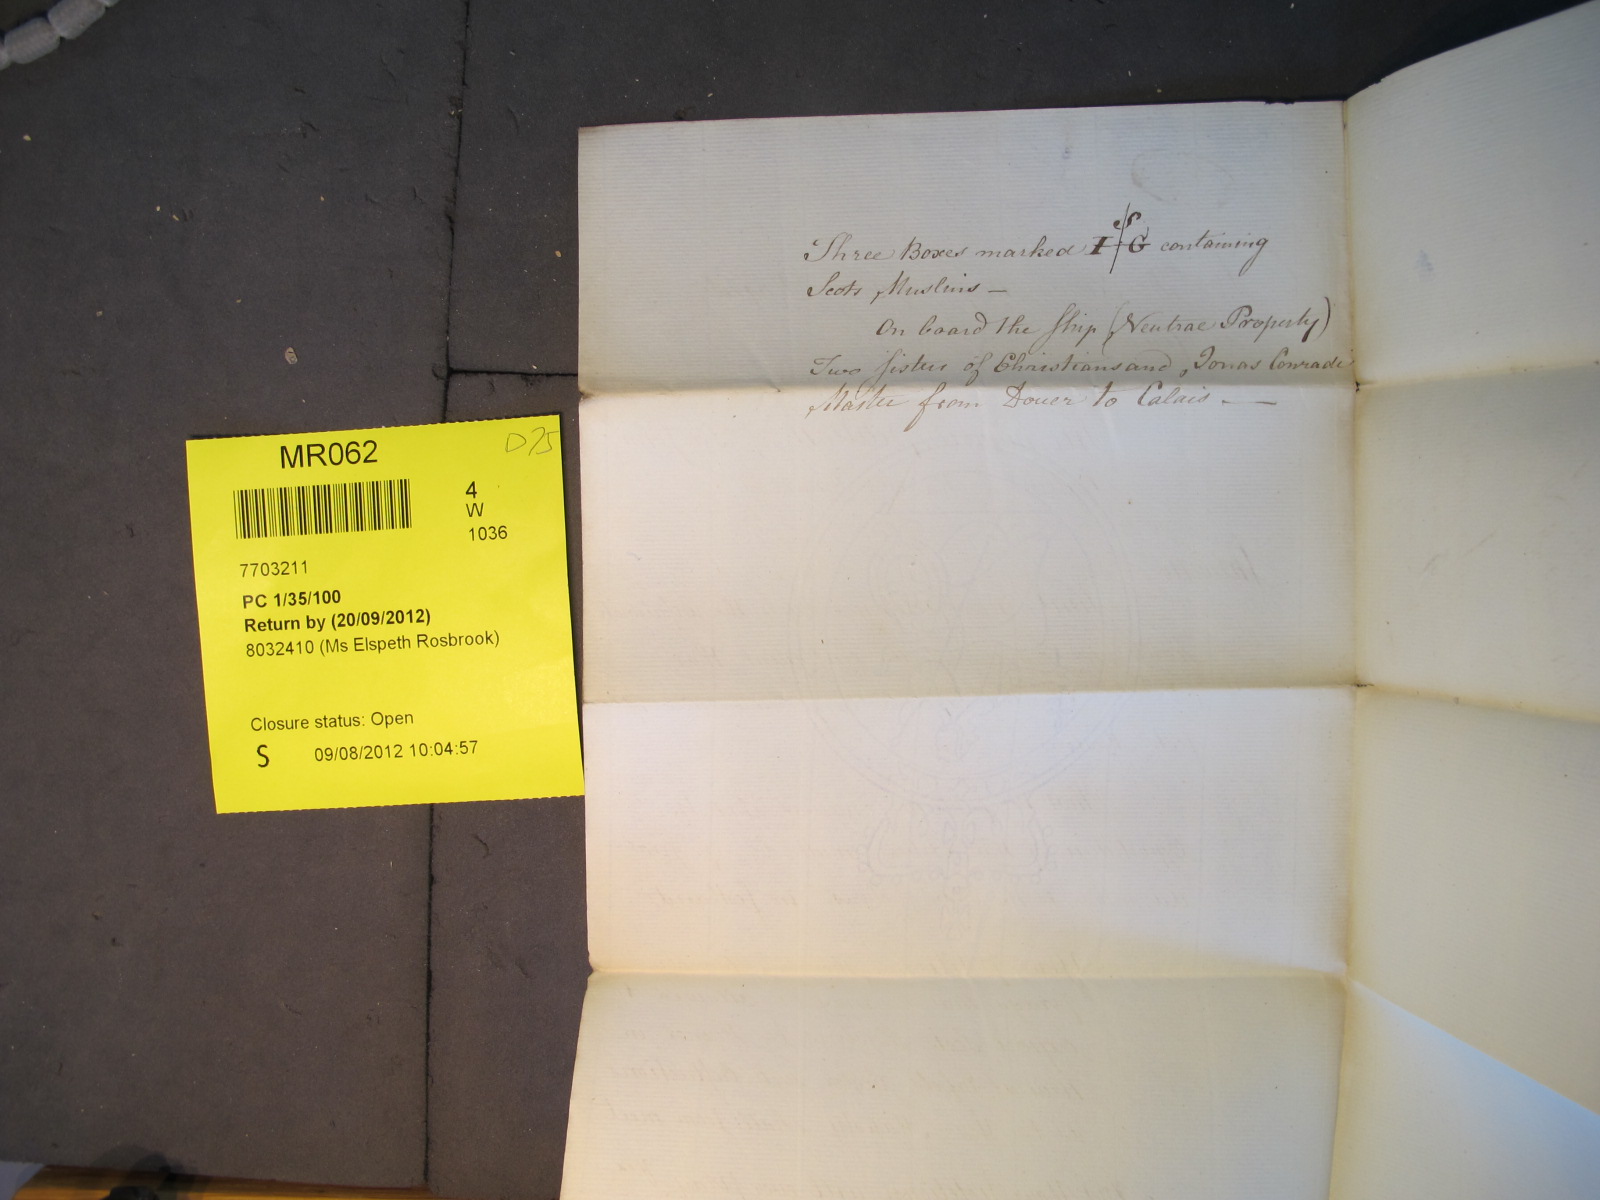 Three Boxes marked I S G containing
Scots Muslins —
On board the Ship (Neutrae Property)
Two Sisters of Christiansand, Jonas Conrade
Master from Dover to Calais — —
MR062
D75
4
W
1036
7703211
PC 1/35/100
Return by (20/09/2012)
8032410 (Ms Elspeth Rosbrook)
Closure status: Open
S 09/08/2012 10:04:57